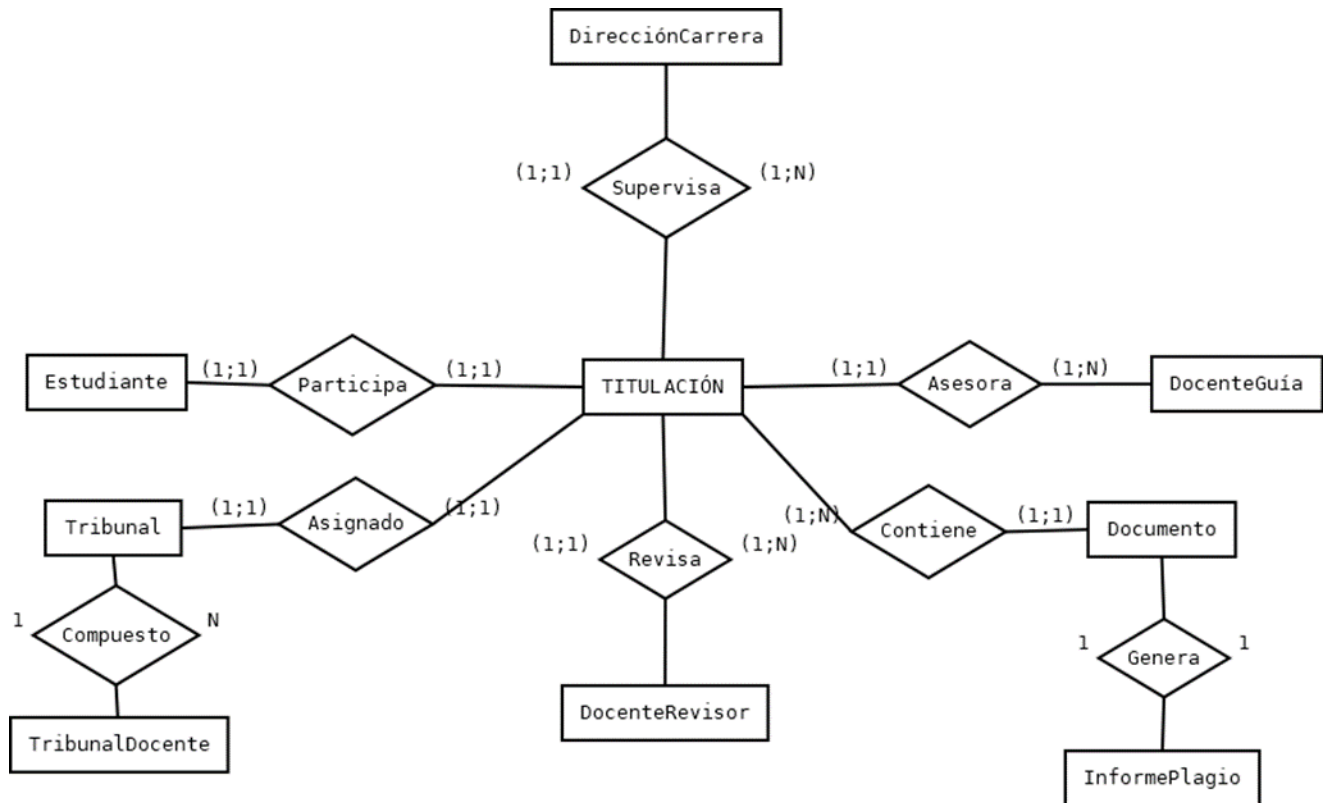 DirecciónCarrera
(1;1)
Supervisa
(1;N)
Estudiante
(1;1)
Participa
(1;1)
TITULACIÓN
(1;1)
Asesora
(1;N)
DocenteGuía
Tribunal
(1;1)
Asignado
(1;1)
(1;1)
Revisa
(1;N)
(1;N)
Contiene
(1;1)
Documento
1
Compuesto
N
1
Genera
1
DocenteRevisor
TribunalDocente
InformePlagio